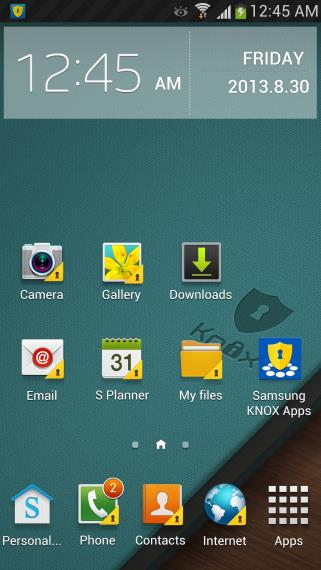 12:45 AM
12:45 AM
FRIDAY
2013.8.30
Camera
Gallery
Downloads
Knox
@
31
Email
S Planner
My files
Samsung
KNOX Apps
S
2
Personal...
Phone
Contacts
Internet
Apps